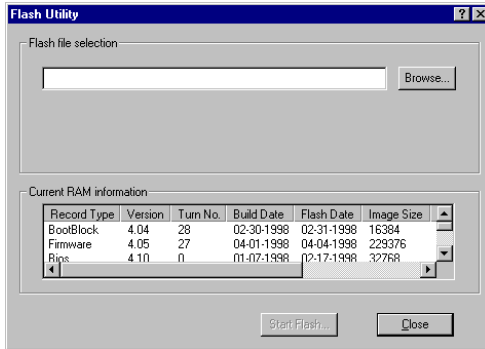 Flash Utility
Flash file selection
Browse...
Current RAM information
Record Type Version Turn No. Build Date Flash Date Image Size
BootBlock 4.04 28 02-30-1998 02-31-1998 16384
Firmware 4.05 27 04-01-1998 04-04-1998 229376
Bios 4.10 0 01-07-1998 02-17-1998 32768
Start Flash... Close